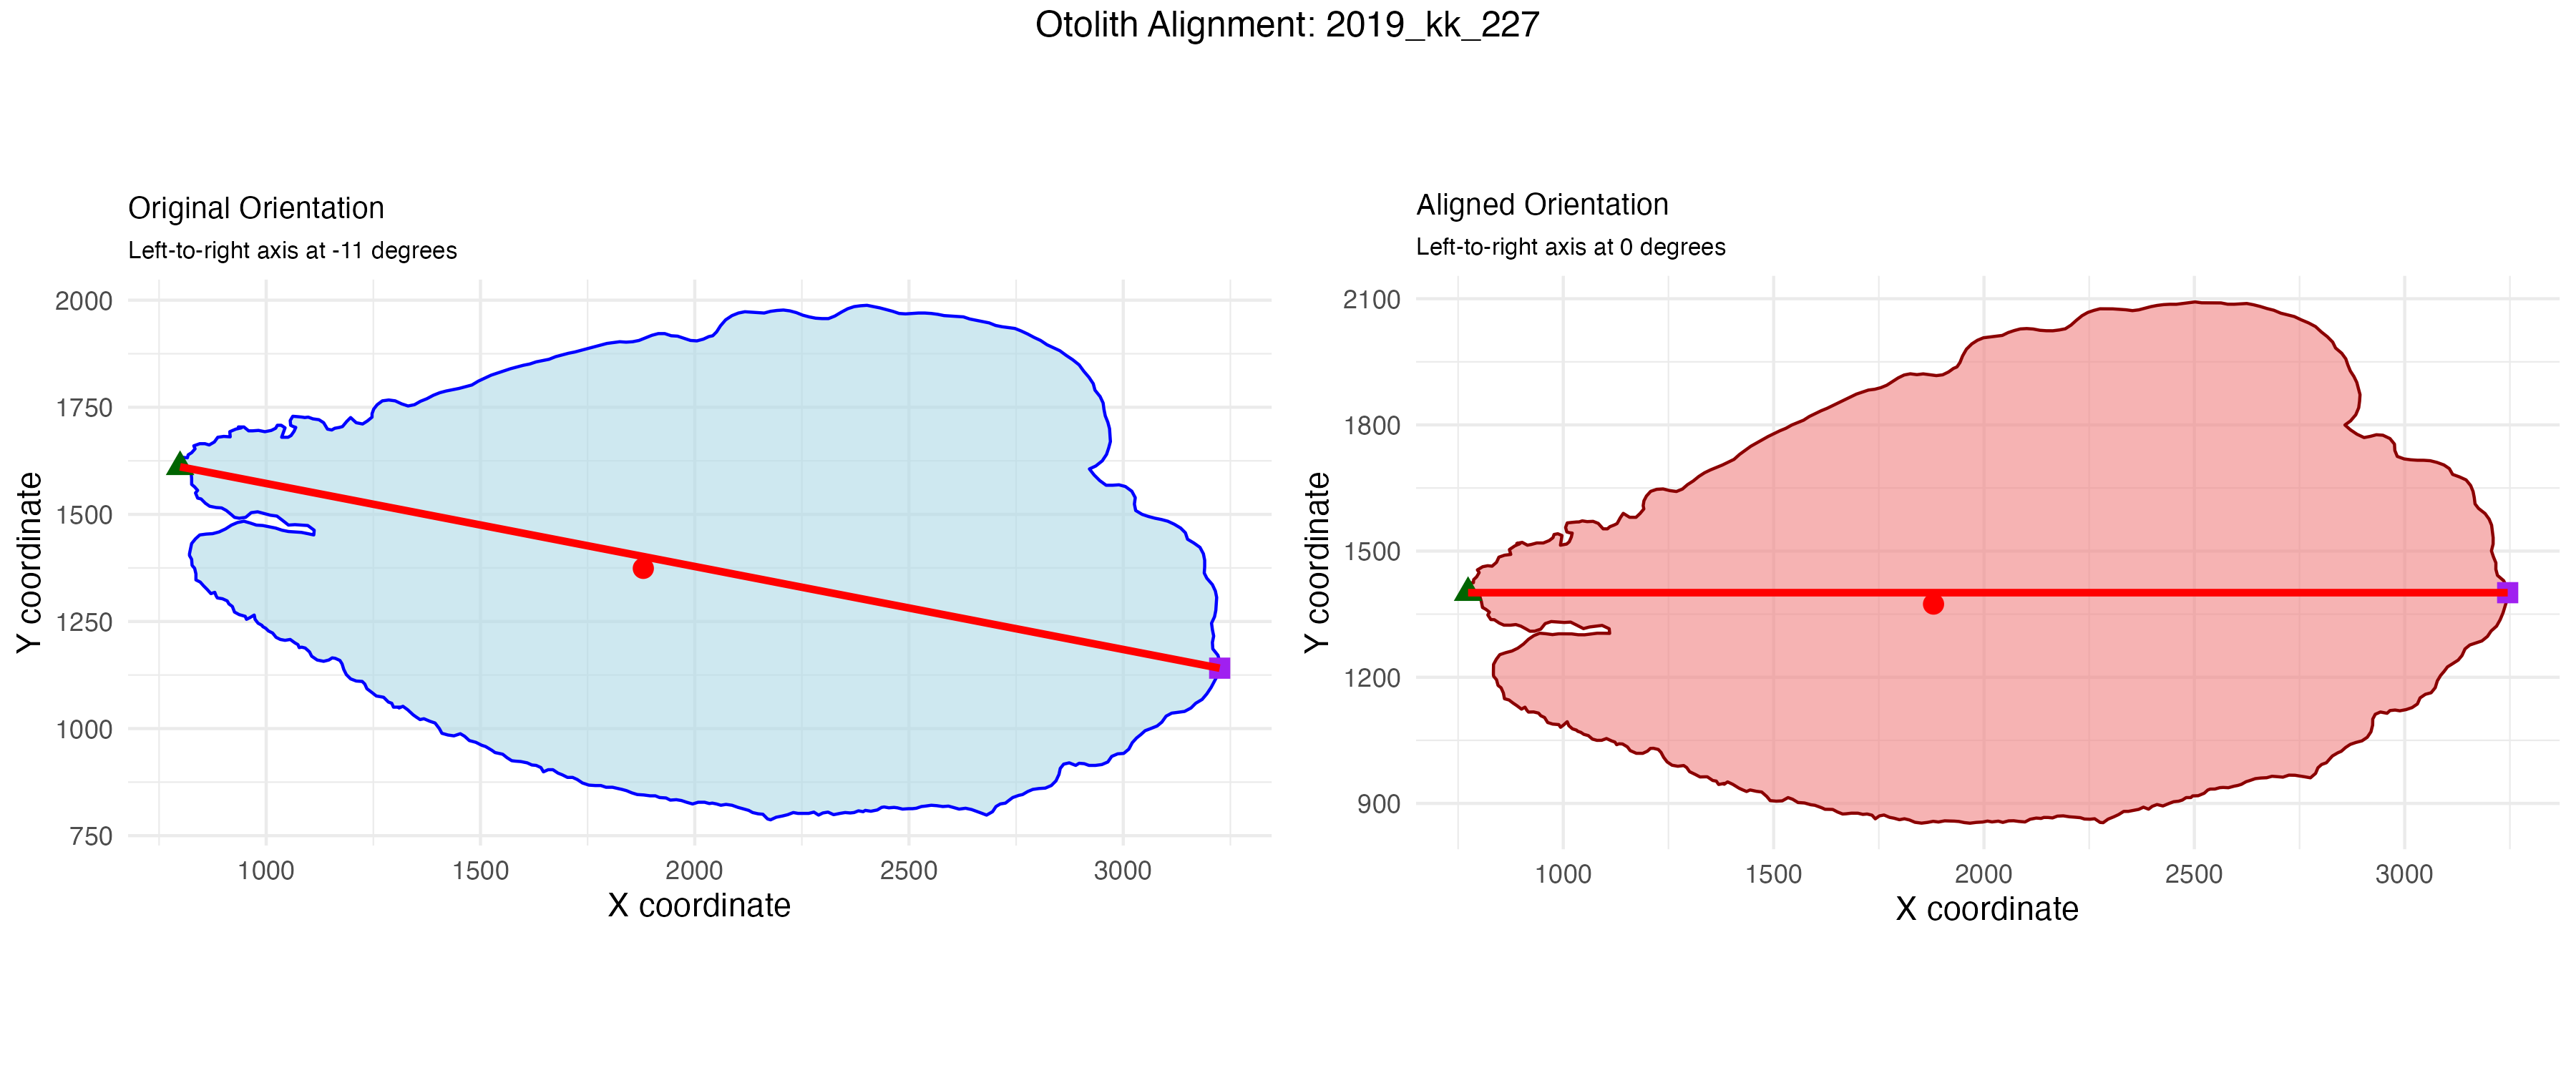 Otolith Alignment: 2019_kk_227
Original Orientation
Left-to-right axis at -11 degrees
2000
1750
1500
1250
1000
750
Y coordinate
1000 1500 2000 2500 3000
X coordinate
Aligned Orientation
Left-to-right axis at 0 degrees
2100
1800
1500
1200
900
Y coordinate
1000 1500 2000 2500 3000
X coordinate